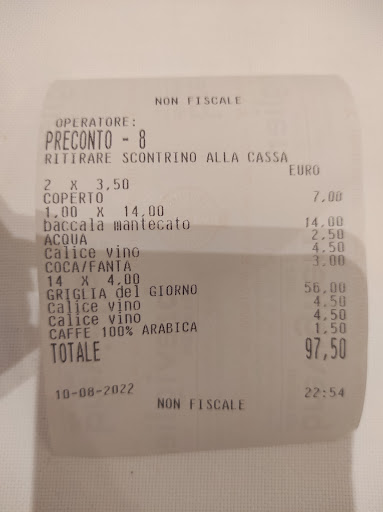 NON FISCALE
OPERATORE:
PRECONTO - 8
RITIRARE SCONTRINO ALLA CASSA
EURO
2 X 3,50
COPERTO 7,00
1,00 X 14,00
baccala mantecato 14,00
ACQUA 2,50
Calice vino 4,50
COCA/FANTA 3,00
14 X 4,00
GRIGLIA del GIORNO 56,00
Calice vino 4,50
Calice vino 4,50
CAFFE 100% ARABICA 1,50
TOTALE 97,50
10-08-2022 22:54
NON FISCALE